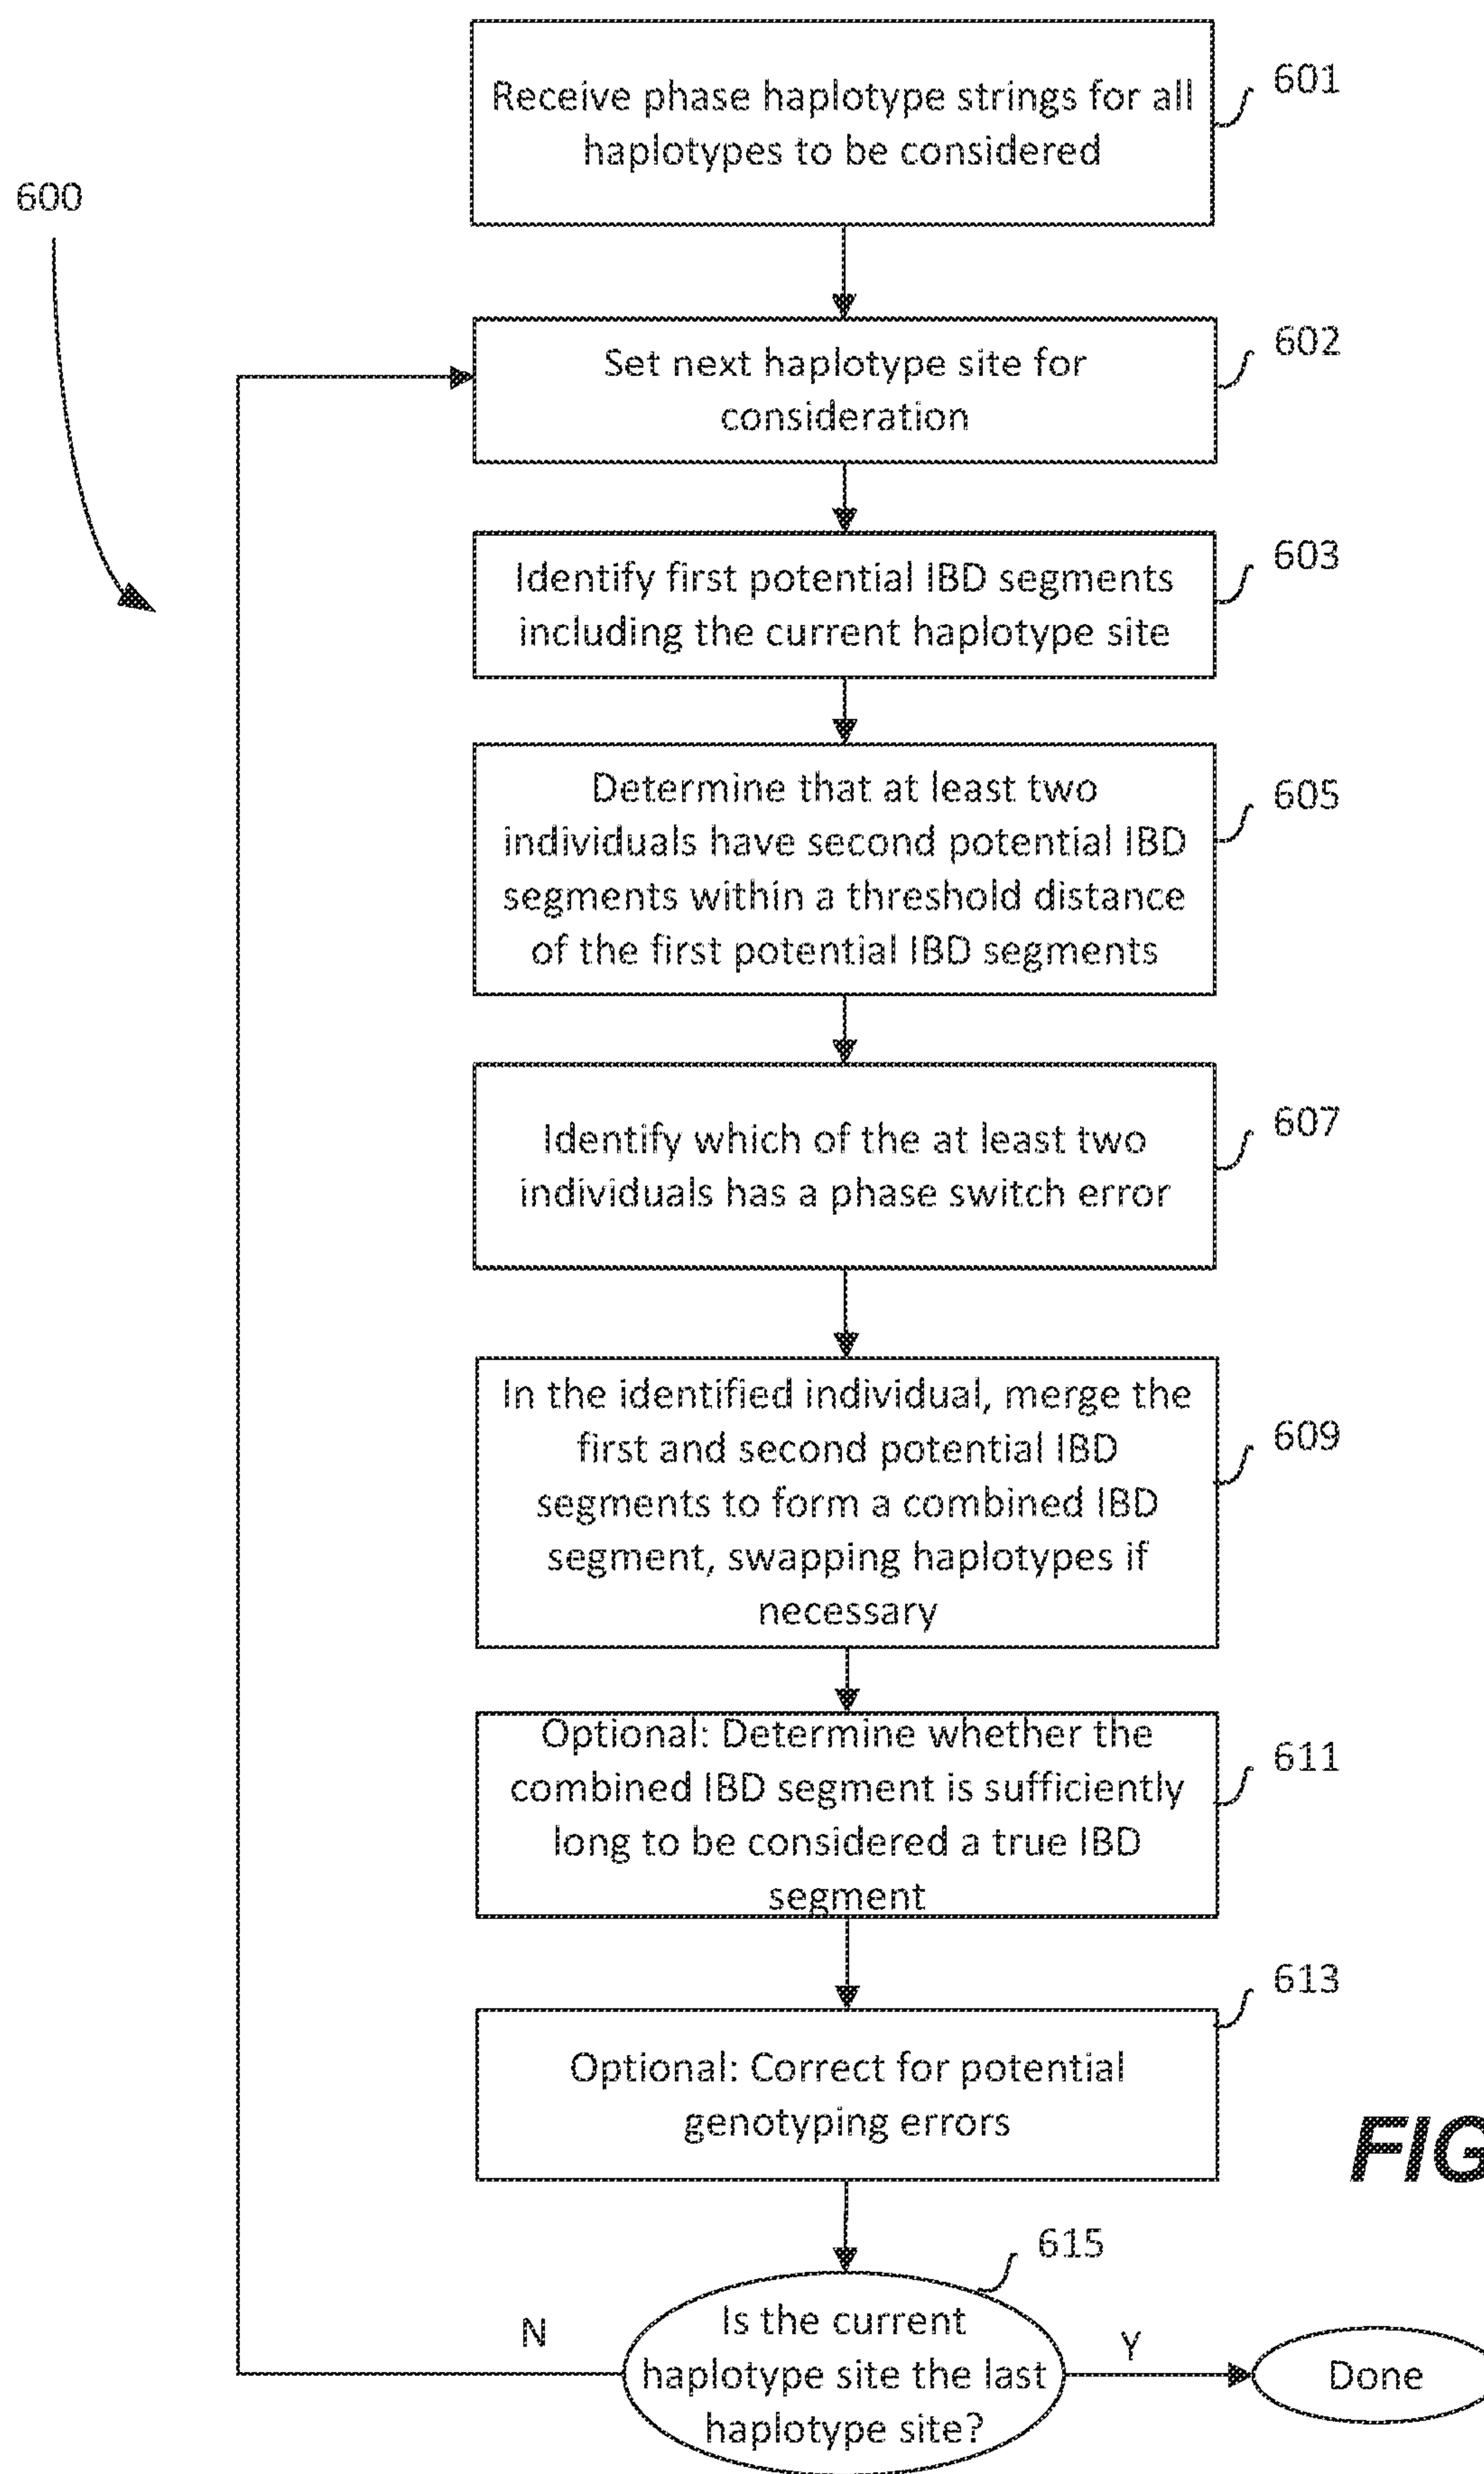 601
Receive phase haplotype strings for all
haplotypes to be considered
600
602
Set next haplotype site for
consideration
603
Identify first potential IBD segments
including the current haplotype site
605
Determine that at least two
individuals have second potential IBD
segments within a threshold distance
of the first potential IBD segments
607
Identify which of the at least two
individuals has a phase switch error
609
In the identified individual, merge the
first and second potential IBD
segments to form a combined IBD
segment, swapping haplotypes if
necessary
611
Optional: Determine whether the
combined IBD segment is sufficiently
long to be considered a true IBD
segment
613
Optional: Correct for potential
genotyping errors
FIG
615
Is the current
haplotype site the last
haplotype site?
N
Y
Done